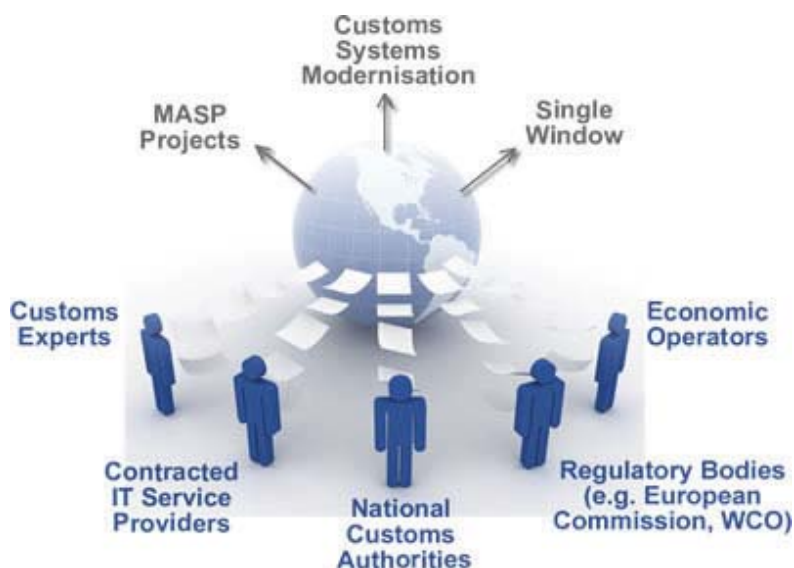 Customs
Systems
Modernisation
MASP
Projects
Single
Window
Customs
Experts
Economic
Operators
Contracted
IT Service
Providers
National
Customs
Authorities
Regulatory Bodies
(e.g. European
Commission, WCO)